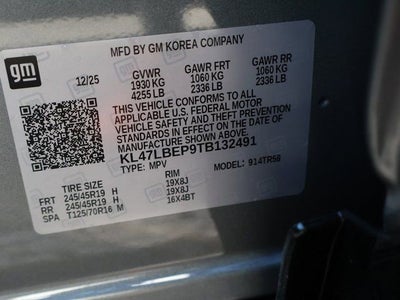 MFD BY GM KOREA COMPANY
gm
12/25 GVWR GAWR FRT GAWR RR
1930 KG 1060 KG 1060 KG
4255 LB 2336 LB 2336 LB
THIS VEHICLE CONFORMS TO ALL
APPLICABLE U.S. FEDERAL MOTOR
VEHICLE SAFETY AND THEFT PREVENTION
STANDARDS IN EFFECT ON THE DATE OF
MANUFACTURE SHOWN ABOVE.
KL47LBEP9TB132491
TYPE: MPV MODEL: 914TR58
TIRE SIZE RIM
FRT 245/45R19 H 19X8J
RR 245/45R19 H 19X8J
SPA T125/70R16 M 16X4BT